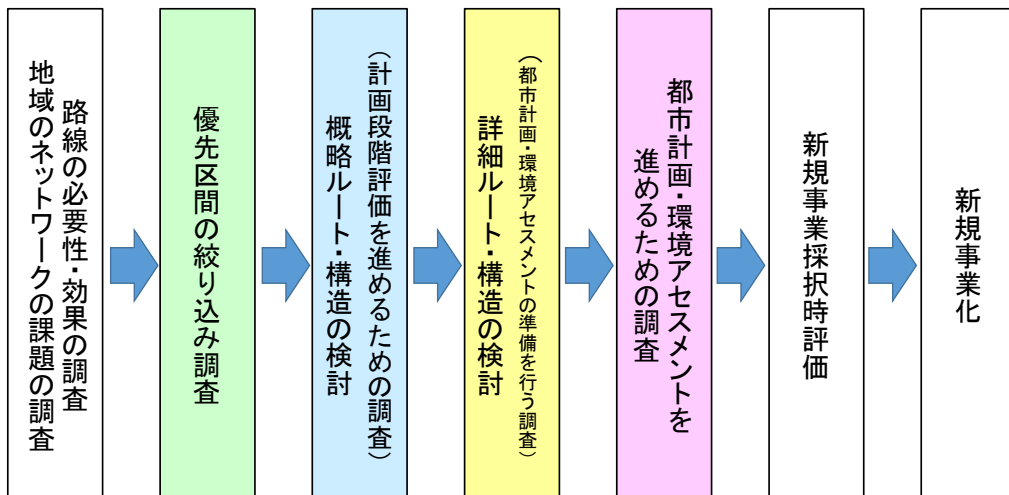 路線の必要性・効果の調査
地域のネットワークの課題の調査
優先区間の絞り込み調査
（計画段階評価を進めるための調査）
概略ルート・構造の検討
（都市計画・環境アセスメントの準備を行う調査）
詳細ルート・構造の検討
都市計画・環境アセスメントを
進めるための調査
新規事業採択時評価
新規事業化